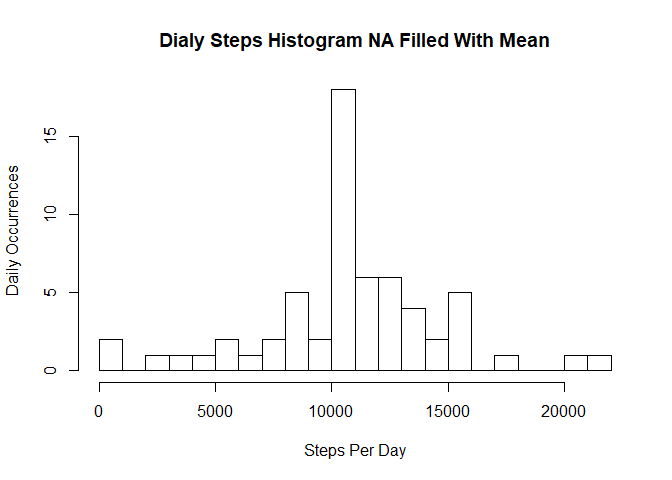 Dialy Steps Histogram NA Filled With Mean
Daily Occurrences
15
10
5
0
0 5000 10000 15000 20000
Steps Per Day